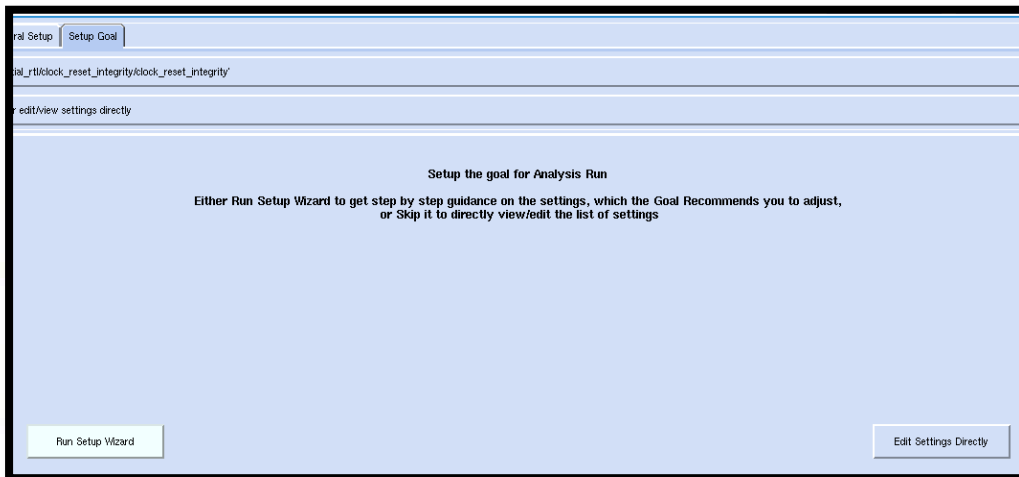 ral Setup Setup Goal
tial_rtl/clock_reset_integrity/clock_reset_integrity'
r edit/view settings directly
Setup the goal for Analysis Run
Either Run Setup Wizard to get step by step guidance on the settings, which the Goal Recommends you to adjust,
or Skip it to directly view/edit the list of settings
Run Setup Wizard Edit Settings Directly